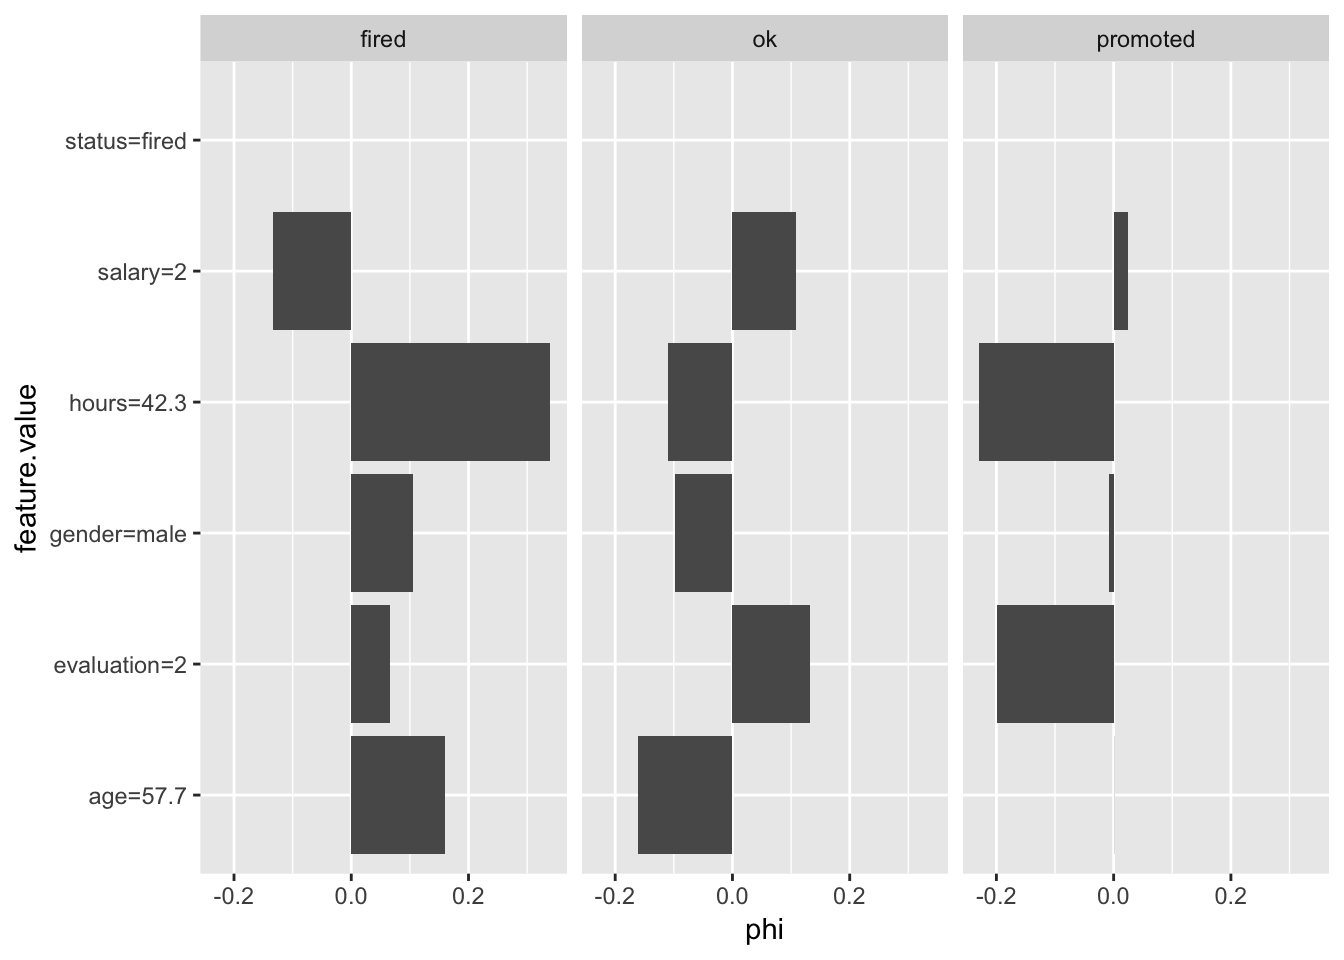 fired ok promoted
status=fired
salary=2
hours=42.3
gender=male
evaluation=2
age=57.7
feature.value
-0.2 0.0 0.2 -0.2 0.0 0.2 -0.2 0.0 0.2
phi